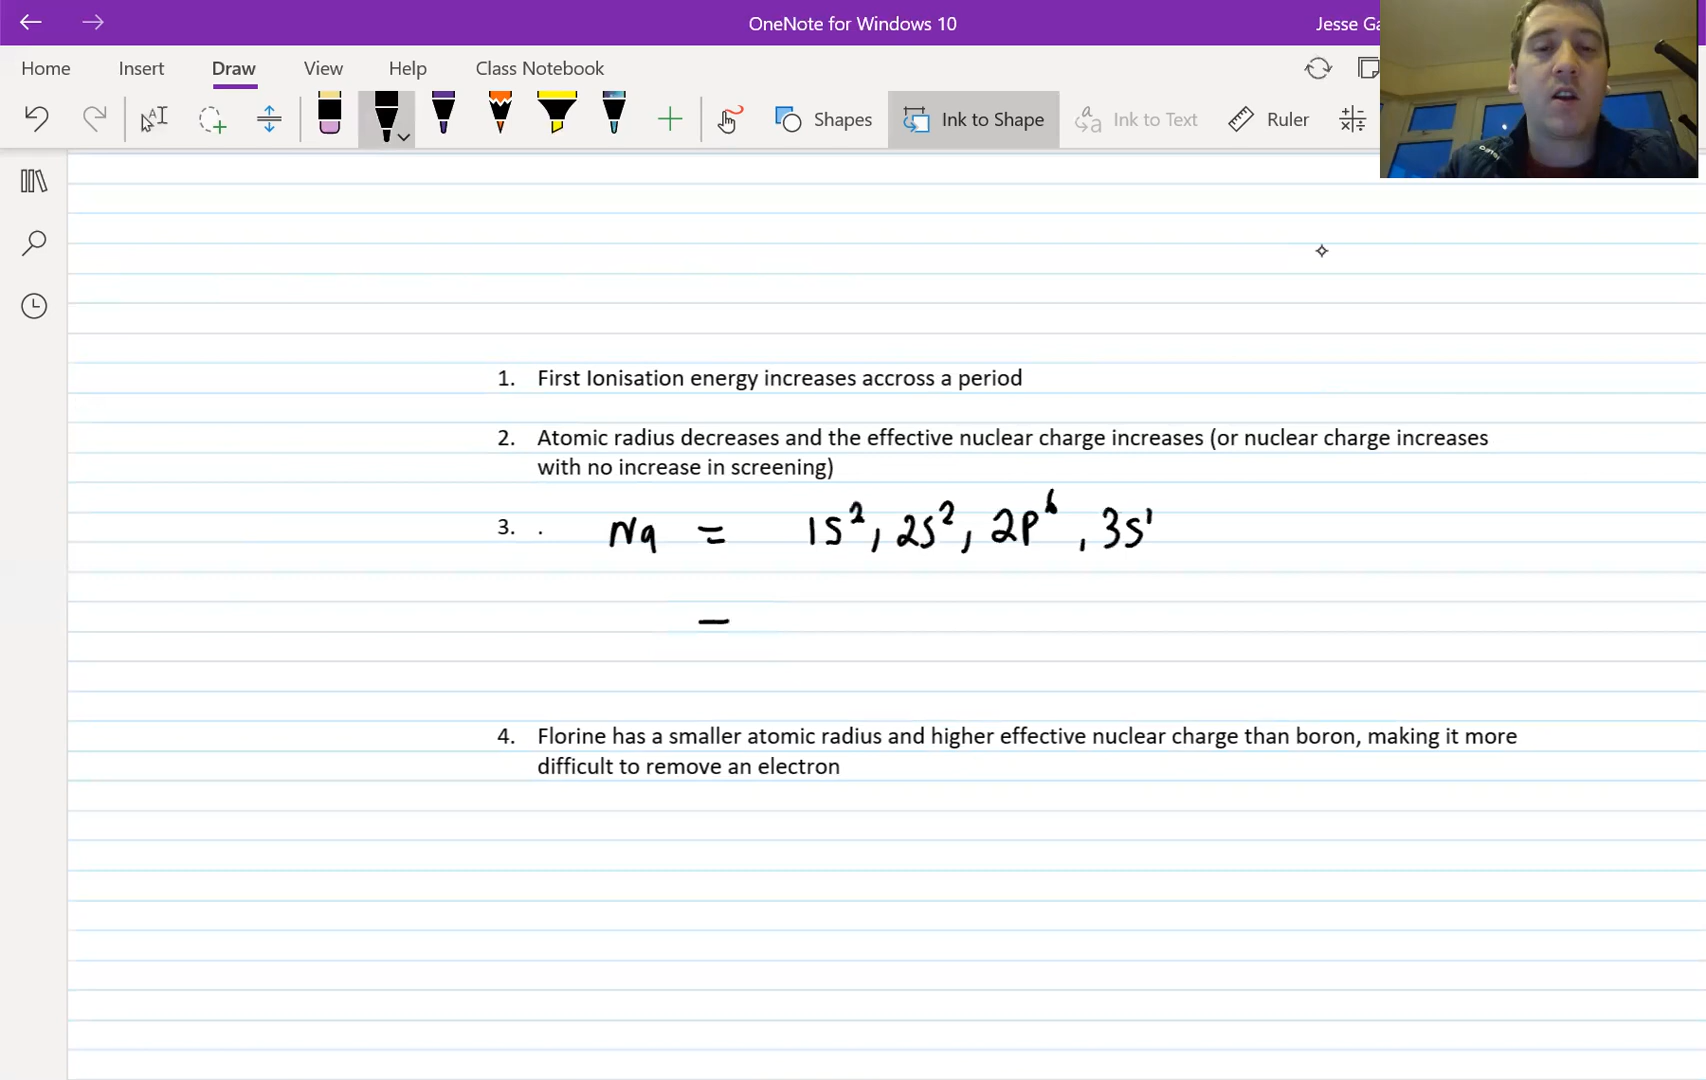 OneNote for Windows 10
Jesse Ga
Home Insert Draw View Help Class Notebook
Shapes Ink to Shape Ink to Text Ruler
1. First Ionisation energy increases accross a period
2. Atomic radius decreases and the effective nuclear charge increases (or nuclear charge increases
with no increase in screening)
3. . Na = 1s², 2s², 2p⁶, 3s¹
4. Florine has a smaller atomic radius and higher effective nuclear charge than boron, making it more
difficult to remove an electron